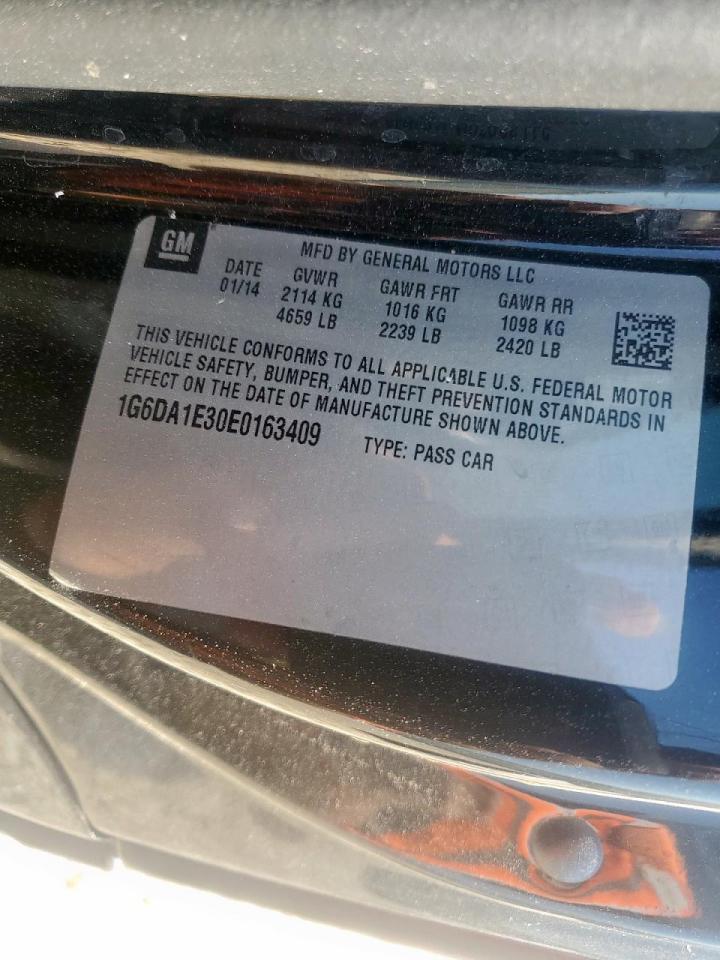 GM
MFD BY GENERAL MOTORS LLC
DATE GVWR GAWR FRT GAWR RR
01/14 2114 KG 1016 KG 1098 KG
4659 LB 2239 LB 2420 LB
THIS VEHICLE CONFORMS TO ALL APPLICABLE U.S. FEDERAL MOTOR
VEHICLE SAFETY, BUMPER, AND THEFT PREVENTION STANDARDS IN
EFFECT ON THE DATE OF MANUFACTURE SHOWN ABOVE.
1G6DA1E30E0163409 TYPE: PASS CAR